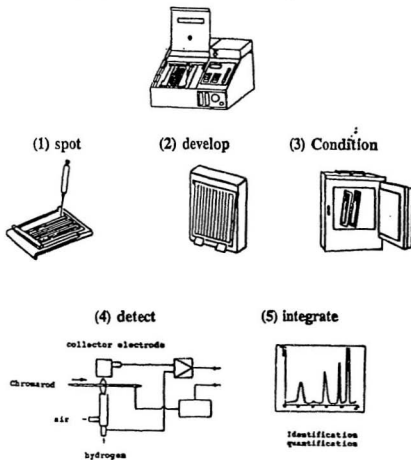 (1) spot
(2) develop
(3) Condition
(4) detect
(5) integrate
collector electrode
Chromarod
air
hydrogen
Identification
quantification